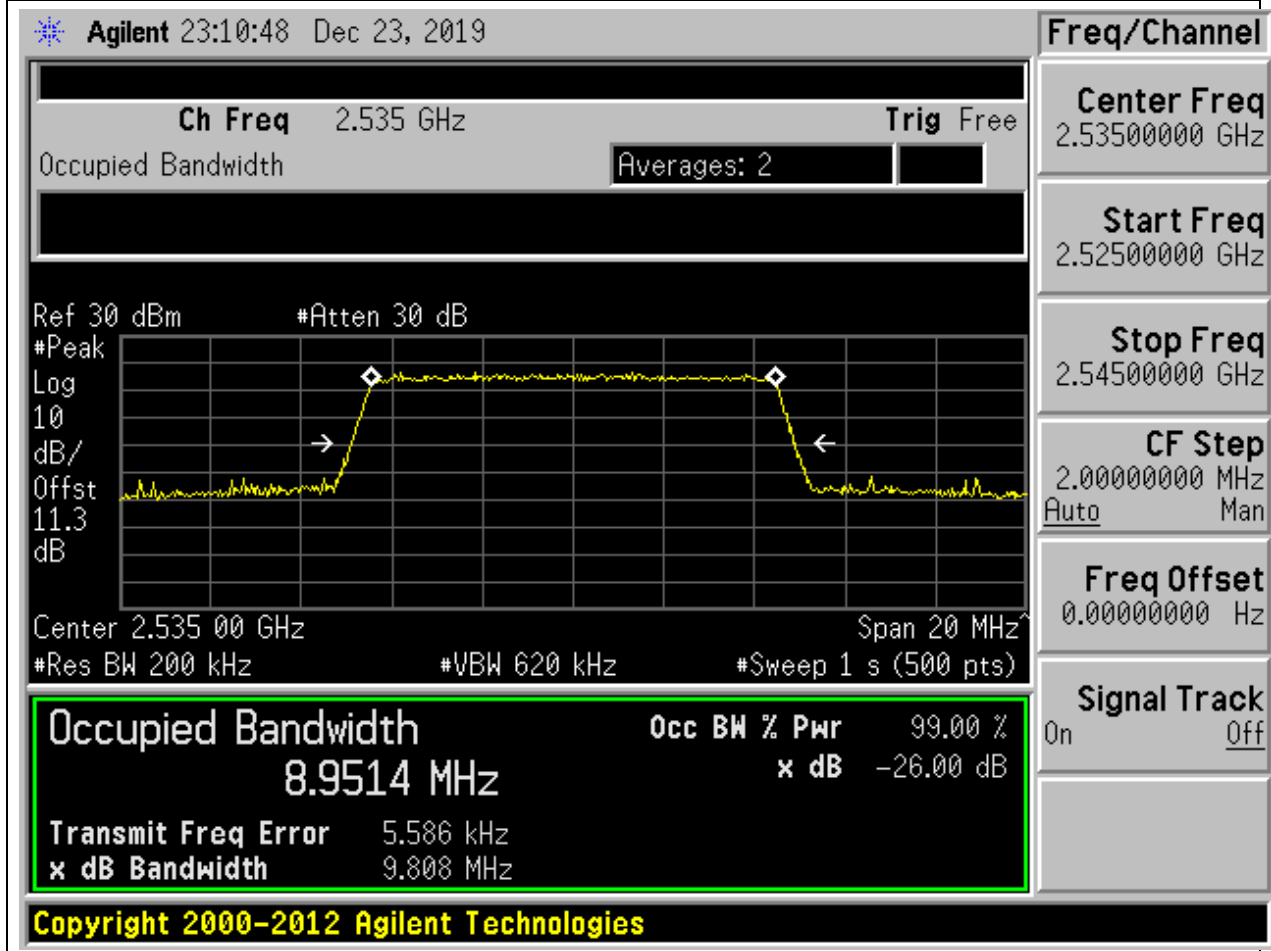 Agilent 23:10:48 Dec 23, 2019
Freq/Channel
Ch Freq 2.535 GHz
Trig Free
Occupied Bandwidth
Averages: 2
Ref 30 dBm
#Atten 30 dB
#Peak
Log
10
dB/
Offst
11.3
dB
Center 2.535 00 GHz
Span 20 MHz^
#Res BW 200 kHz
#VBW 620 kHz
#Sweep 1 s (500 pts)
Occupied Bandwidth
8.9514 MHz
Occ BW % Pwr 99.00 %
x dB -26.00 dB
Transmit Freq Error 5.586 kHz
x dB Bandwidth 9.808 MHz
Center Freq
2.53500000 GHz
Start Freq
2.52500000 GHz
Stop Freq
2.54500000 GHz
CF Step
2.00000000 MHz
Auto Man
Freq Offset
0.00000000 Hz
Signal Track
On Off
Copyright 2000-2012 Agilent Technologies